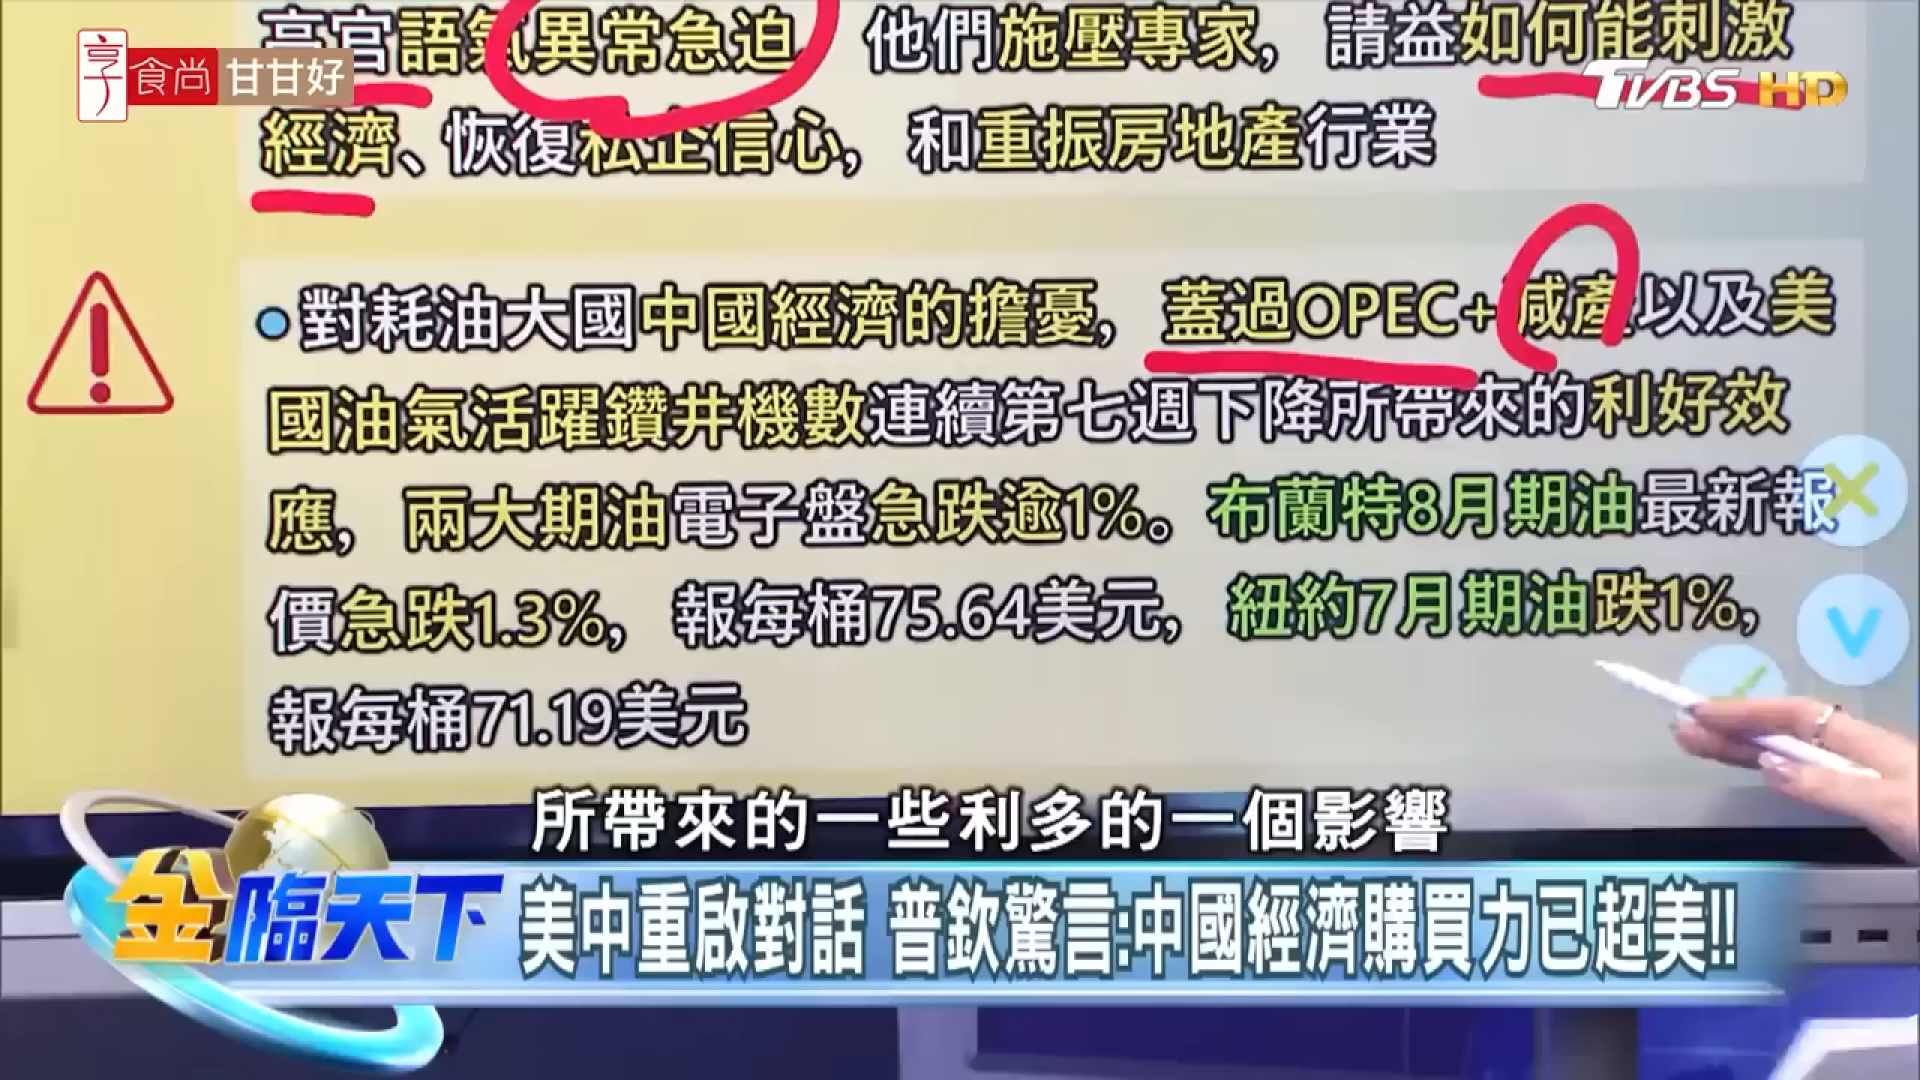 高官語氣異常急迫 他們施壓專家, 請益如何能刺激
享食尚 甘甘好
TVBS HD
經濟、恢復私企信心, 和重振房地產行業
對耗油大國中國經濟的擔憂, 蓋過OPEC+減產以及美
國油氣活躍鑽井機數連續第七週下降所帶來的利好效
應, 兩大期油電子盤急跌逾1%。布蘭特8月期油最新報
價急跌1.3%, 報每桶75.64美元, 紐約7月期油跌1%,
報每桶71.19美元
所帶來的一些利多的一個影響
金臨天下
美中重啟對話 普欽驚言:中國經濟購買力已超美!!